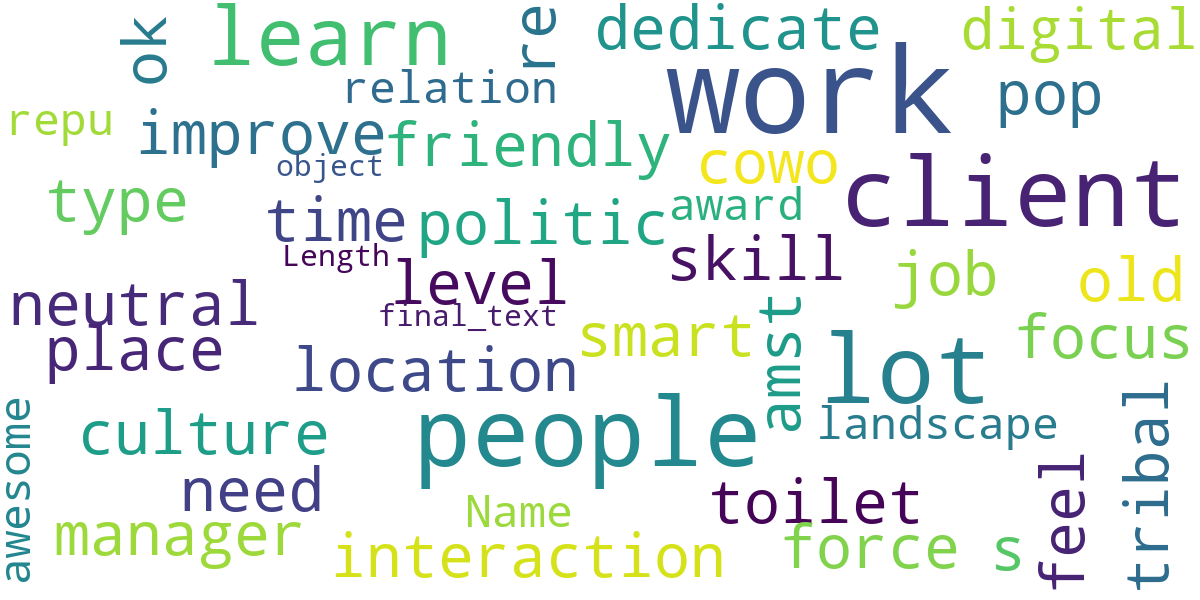 ok
learn
re
dedicate
digital
relation
work
pop
repu
improve
friendly
object
cowo
client
type
time
politic
award
skill
Length
level
job
old
neutral
final_text
place
location
smart
amst
lot
focus
awesome
culture
people
landscape
tribal
need
manager
Name
interaction
toilet
force
s
feel